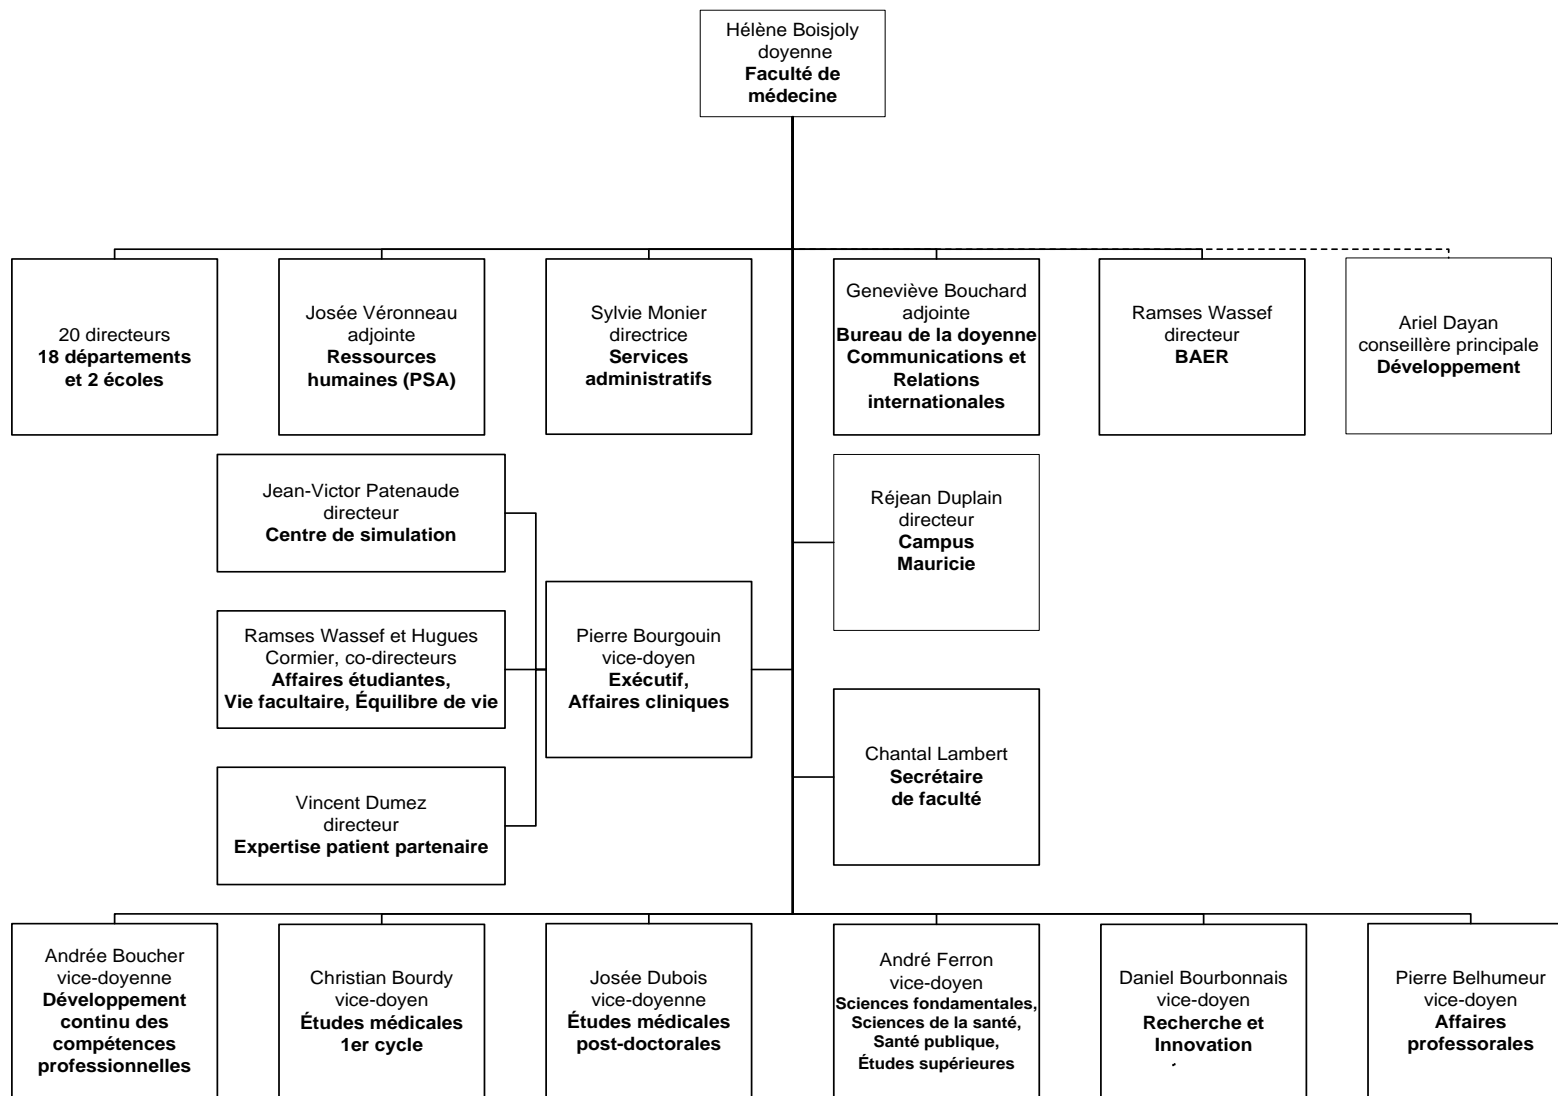 Hélène Boisjoly
doyenne
Faculté de
médecine
20 directeurs
18 départements
et 2 écoles
Josée Véronneau
adjointe
Ressources
humaines (PSA)
Sylvie Monier
directrice
Services
administratifs
Geneviève Bouchard
adjointe
Bureau de la doyenne
Communications et
Relations
internationales
Ramses Wassef
directeur
BAER
Ariel Dayan
conseillère principale
Développement
Jean-Victor Patenaude
directeur
Centre de simulation
Réjean Duplain
directeur
Campus
Mauricie
Ramses Wassef et Hugues
Cormier, co-directeurs
Affaires étudiantes,
Vie facultaire, Équilibre de vie
Pierre Bourgouin
vice-doyen
Exécutif,
Affaires cliniques
Chantal Lambert
Secrétaire
de faculté
Vincent Dumez
directeur
Expertise patient partenaire
Andrée Boucher
vice-doyenne
Développement
continu des
compétences
professionnelles
Christian Bourdy
vice-doyen
Études médicales
1er cycle
Josée Dubois
vice-doyenne
Études médicales
post-doctorales
André Ferron
vice-doyen
Sciences fondamentales,
Sciences de la santé,
Santé publique,
Études supérieures
Daniel Bourbonnais
vice-doyen
Recherche et
Innovation
Pierre Belhumeur
vice-doyen
Affaires
professorales